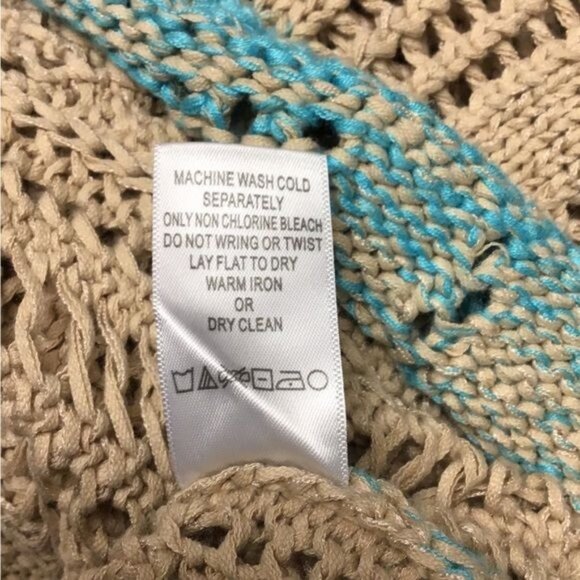 MACHINE WASH COLD
SEPARATELY
ONLY NON CHLORINE BLEACH
DO NOT WRING OR TWIST
LAY FLAT TO DRY
WARM IRON
OR
DRY CLEAN